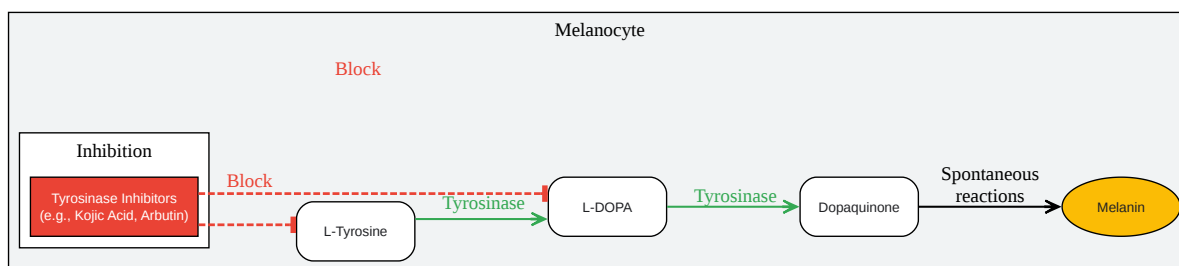 Melanocyte
Block
Inhibition
Tyrosinase Inhibitors
(e.g., Kojic Acid, Arbutin)
Block
L-Tyrosine
Tyrosinase
L-DOPA
Tyrosinase
Dopaquinone
Spontaneous
reactions
Melanin